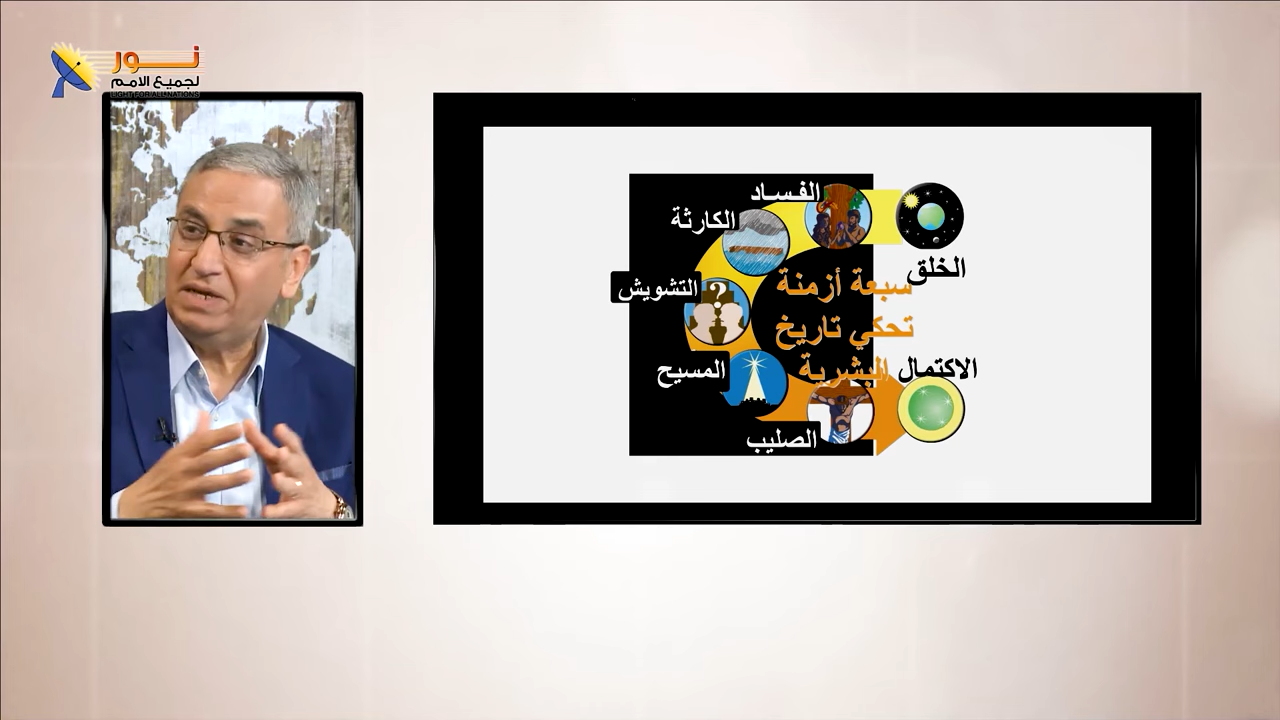 نور
لجميع الامم
LIGHT FOR ALL NATIONS
الفساد
الكارثة
الخلق
التشويش
سبعة أزمنة
تحكي تاريخ
البشرية
الاكتمال
المسيح
الصليب
?